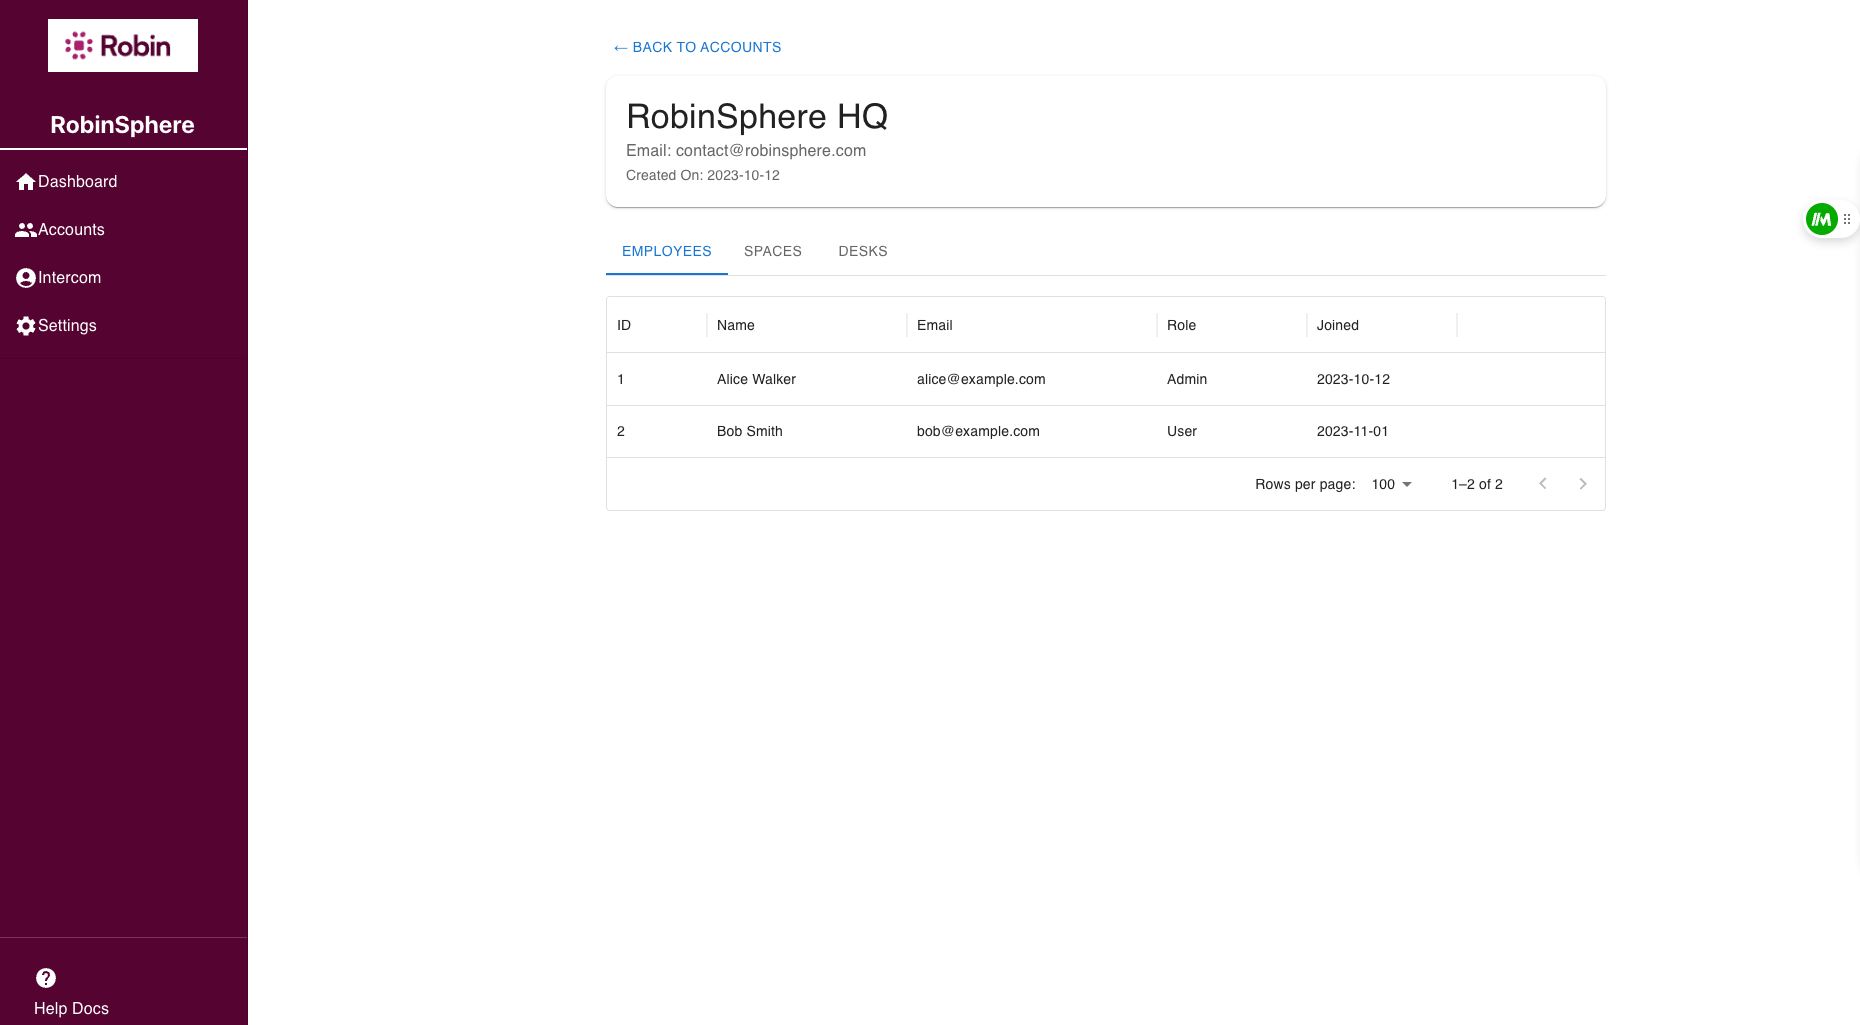 Robin
RobinSphere
Dashboard
Accounts
Intercom
Settings
Help Docs
← BACK TO ACCOUNTS
RobinSphere HQ
Email: contact@robinsphere.com
Created On: 2023-10-12
EMPLOYEES SPACES DESKS
ID Name Email Role Joined
1 Alice Walker alice@example.com Admin 2023-10-12
2 Bob Smith bob@example.com User 2023-11-01
Rows per page: 100 1–2 of 2